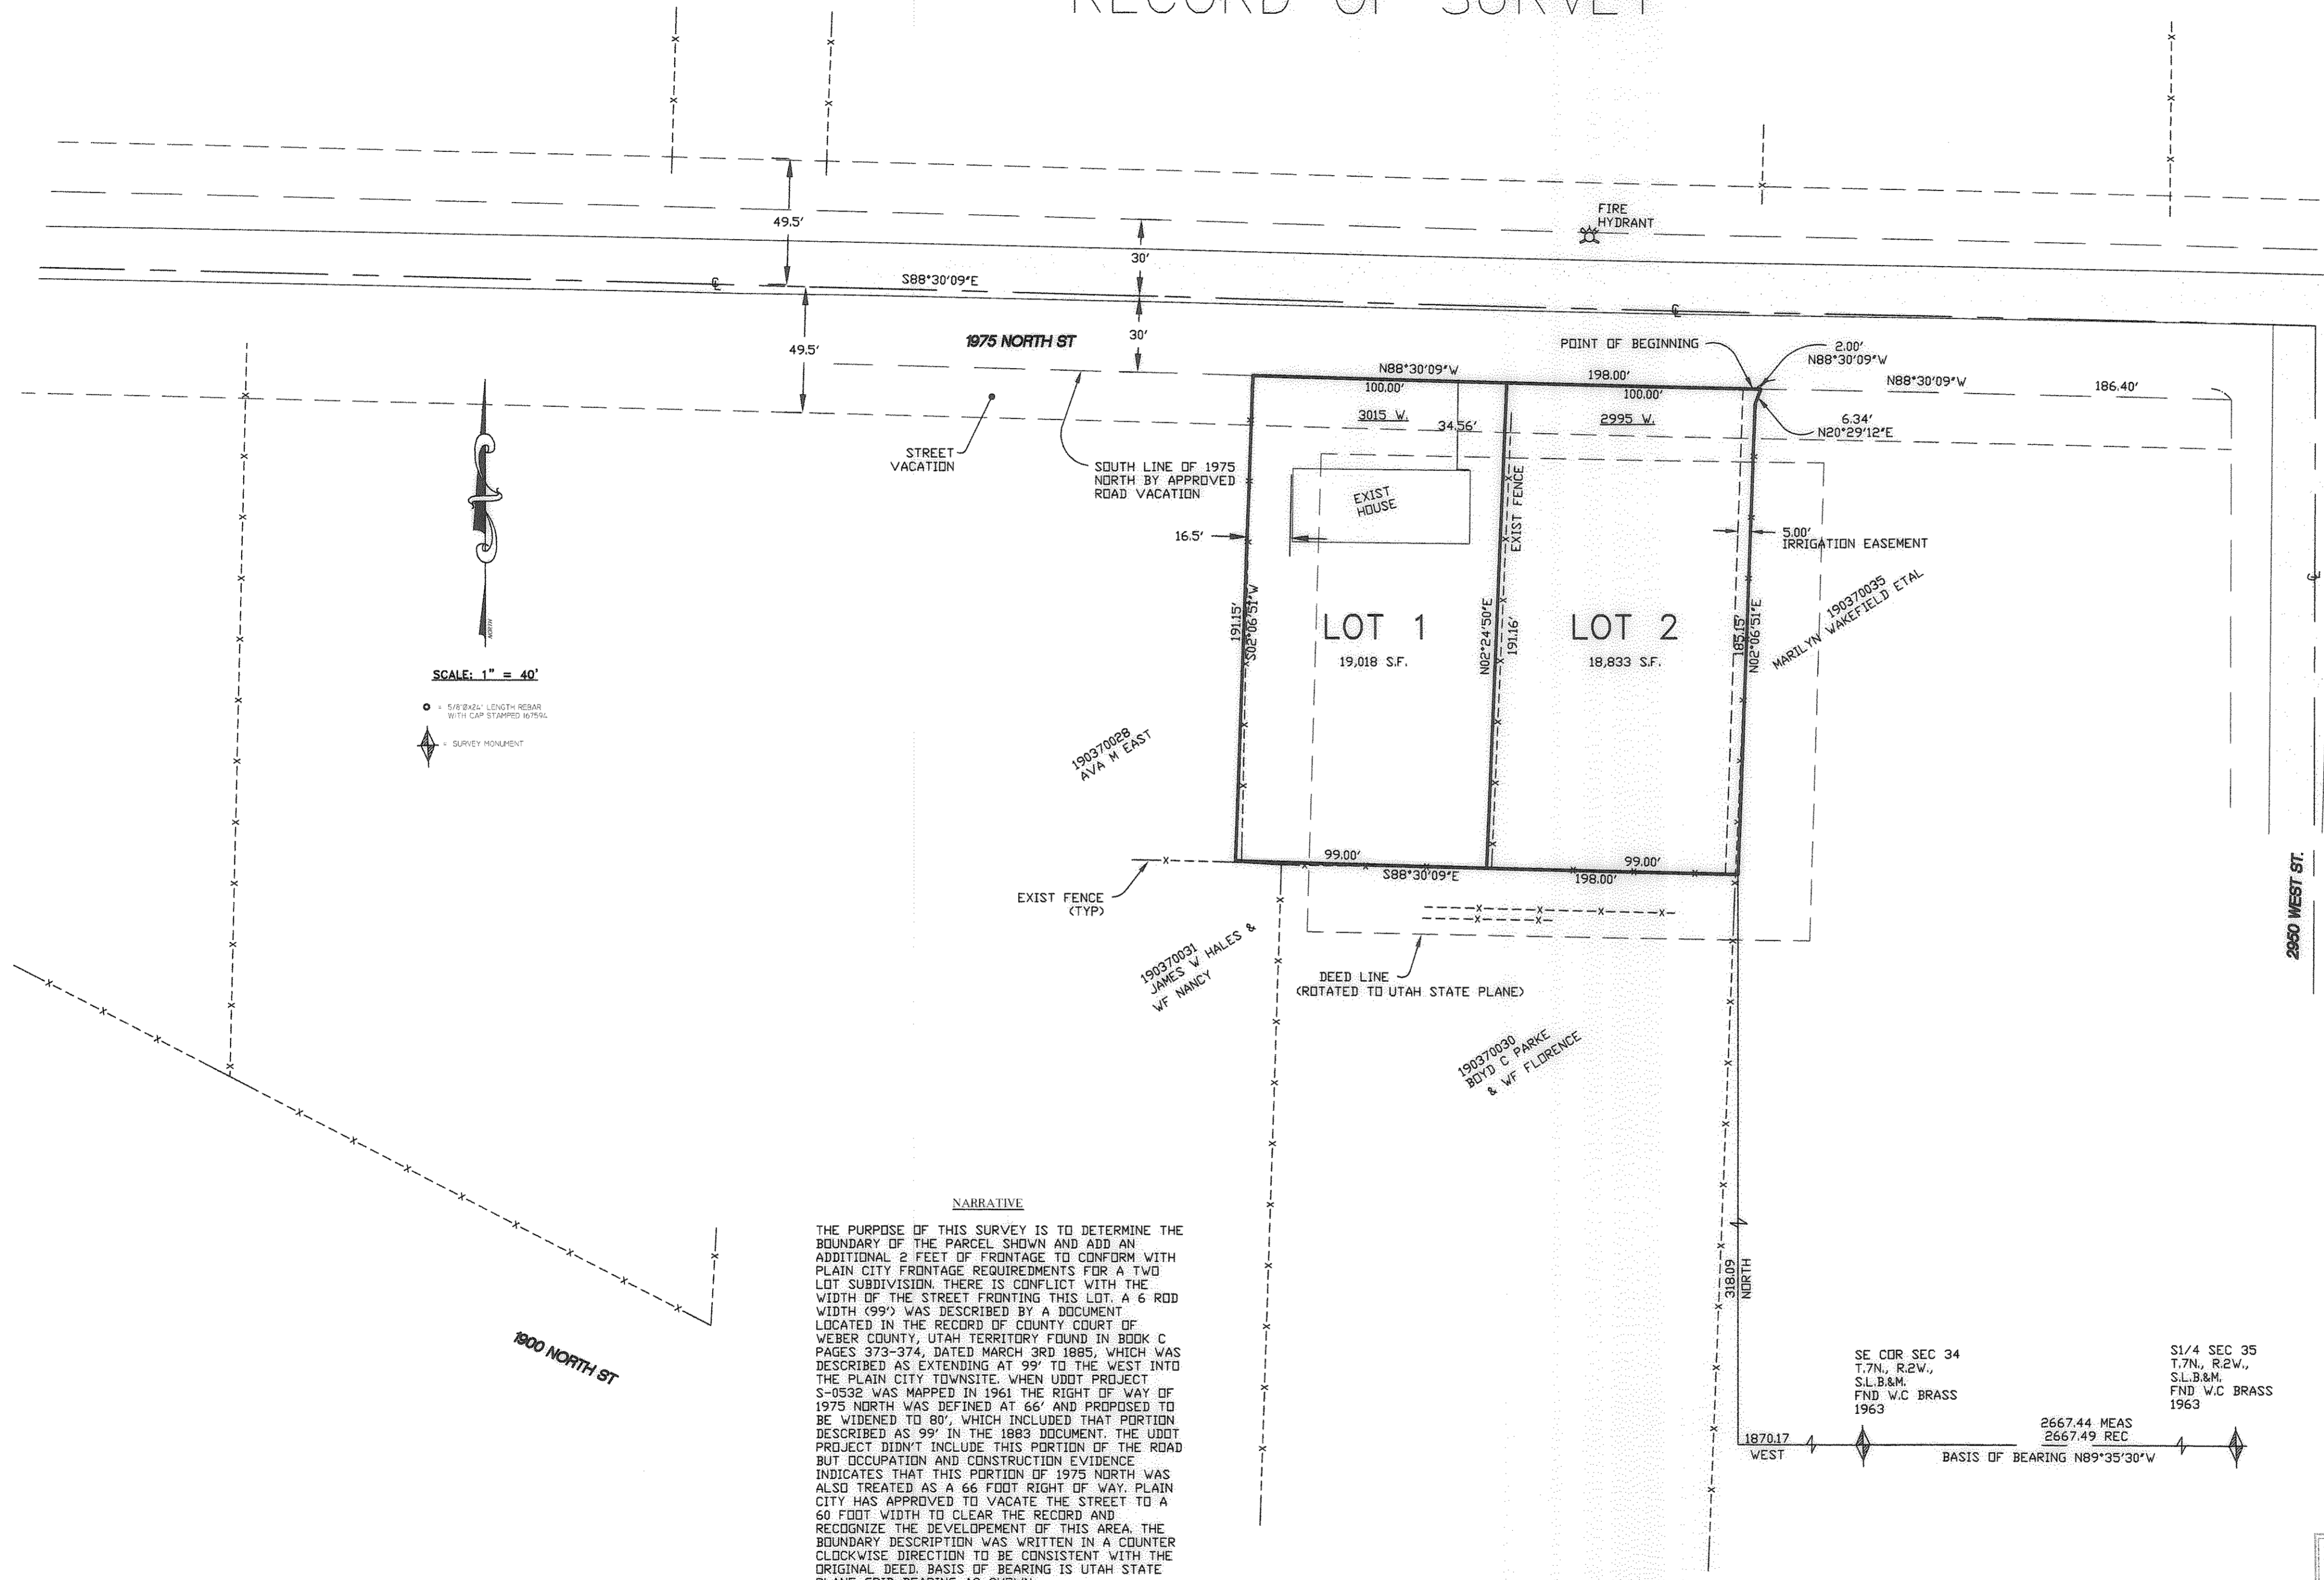 RECORD OF SURVEY
49.5'
30'
FIRE
HYDRANT
S88°30'09"E
49.5'
30'
1975 NORTH ST
POINT OF BEGINNING
2.00'
N88°30'09"W
N88°30'09"W
198.00'
N88°30'09"W
186.40'
100.00'
100.00'
3015 W.
34.56'
2995 W.
6.34'
N20°29'12"E
STREET
VACATION
SOUTH LINE OF 1975
NORTH BY APPROVED
ROAD VACATION
EXIST
HOUSE
EXIST FENCE
16.5'
5.00'
IRRIGATION EASEMENT
191.15'
S02°06'51"W
LOT 1
19,018 S.F.
N02°24'50"E
191.16'
LOT 2
18,833 S.F.
185.15'
N02°06'51"E
190370035
MARILYN WAKEFIELD ETAL
NORTH
SCALE: 1" = 40'
= 5/8"Øx24" LENGTH REBAR
WITH CAP STAMPED 167594
= SURVEY MONUMENT
190370028
AVA M EAST
99.00'
99.00'
S88°30'09"E
198.00'
EXIST FENCE
(TYP)
2950 WEST ST.
190370031
JAMES W HALES &
WF NANCY
DEED LINE
(ROTATED TO UTAH STATE PLANE)
190370030
BOYD C PARKE
& WF FLORENCE
NARRATIVE
THE PURPOSE OF THIS SURVEY IS TO DETERMINE THE
BOUNDARY OF THE PARCEL SHOWN AND ADD AN
ADDITIONAL 2 FEET OF FRONTAGE TO CONFORM WITH
PLAIN CITY FRONTAGE REQUIREDMENTS FOR A TWO
LOT SUBDIVISION. THERE IS CONFLICT WITH THE
WIDTH OF THE STREET FRONTING THIS LOT. A 6 ROD
WIDTH (99') WAS DESCRIBED BY A DOCUMENT
LOCATED IN THE RECORD OF COUNTY COURT OF
WEBER COUNTY, UTAH TERRITORY FOUND IN BOOK C
PAGES 373-374, DATED MARCH 3RD 1885, WHICH WAS
DESCRIBED AS EXTENDING AT 99' TO THE WEST INTO
THE PLAIN CITY TOWNSITE. WHEN UDOT PROJECT
S-0532 WAS MAPPED IN 1961 THE RIGHT OF WAY OF
1975 NORTH WAS DEFINED AT 66' AND PROPOSED TO
BE WIDENED TO 80', WHICH INCLUDED THAT PORTION
DESCRIBED AS 99' IN THE 1883 DOCUMENT. THE UDOT
PROJECT DIDN'T INCLUDE THIS PORTION OF THE ROAD
BUT OCCUPATION AND CONSTRUCTION EVIDENCE
INDICATES THAT THIS PORTION OF 1975 NORTH WAS
ALSO TREATED AS A 66 FOOT RIGHT OF WAY. PLAIN
CITY HAS APPROVED TO VACATE THE STREET TO A
60 FOOT WIDTH TO CLEAR THE RECORD AND
RECOGNIZE THE DEVELOPEMENT OF THIS AREA. THE
BOUNDARY DESCRIPTION WAS WRITTEN IN A COUNTER
CLOCKWISE DIRECTION TO BE CONSISTENT WITH THE
ORIGINAL DEED. BASIS OF BEARING IS UTAH STATE
1900 NORTH ST
318.09
NORTH
SE COR SEC 34
T.7N., R.2W.,
S.L.B.&M.
FND W.C BRASS
1963
S1/4 SEC 35
T.7N., R.2W.,
S.L.B.&M.
FND W.C BRASS
1963
1870.17
WEST
2667.44 MEAS
2667.49 REC
BASIS OF BEARING N89°35'30"W